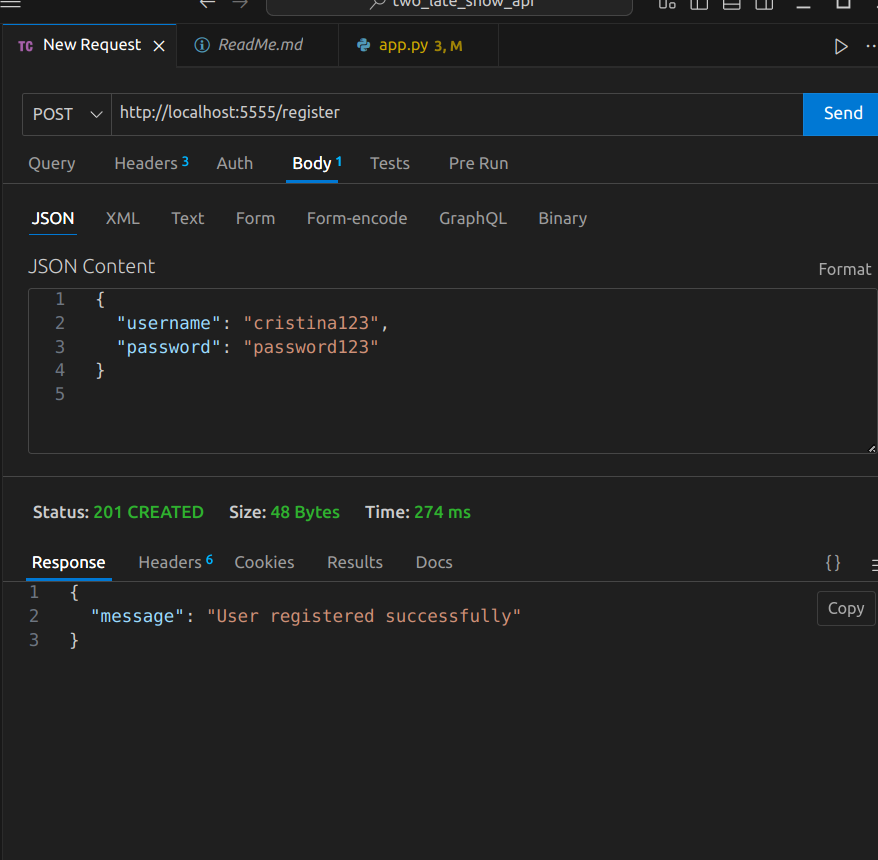 two_late_show_api
TC New Request × ReadMe.md app.py 3, M
POST http://localhost:5555/register Send
Query Headers 3 Auth Body 1 Tests Pre Run
JSON XML Text Form Form-encode GraphQL Binary
JSON Content
Format
1 {
2 "username": "cristina123",
3 "password": "password123"
4 }
5
Status: 201 CREATED Size: 48 Bytes Time: 274 ms
Response Headers 6 Cookies Results Docs {}
1 {
2 "message": "User registered successfully"
3 }
Copy